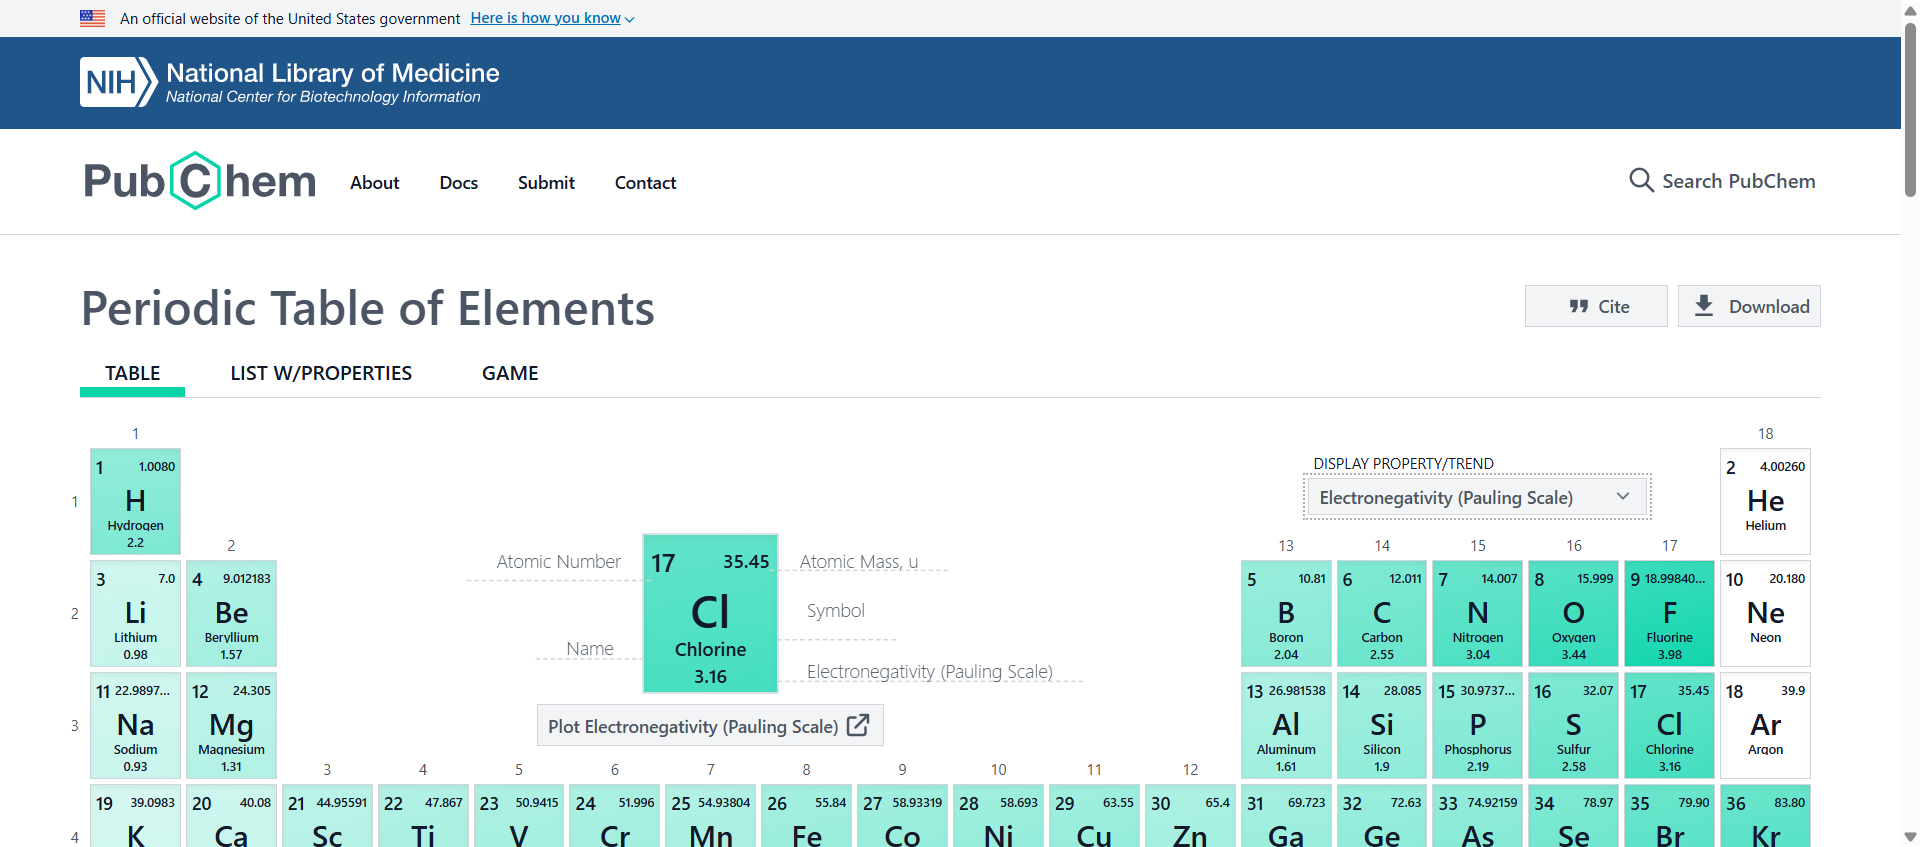 An official website of the United States government Here is how you know
NIH National Library of Medicine
National Center for Biotechnology Information
PubChem About Docs Submit Contact Search PubChem
Periodic Table of Elements Cite Download
TABLE LIST W/PROPERTIES GAME
1 18
DISPLAY PROPERTY/TREND
Electronegativity (Pauling Scale)
1
1 1.0080
H
Hydrogen
2.2
2 4.00260
He
Helium
2 13 14 15 16 17
Atomic Number
17 35.45
Cl
Chlorine
3.16
Atomic Mass, u
Symbol
Name
Electronegativity (Pauling Scale)
Plot Electronegativity (Pauling Scale)
2
3 7.0
Li
Lithium
0.98
4 9.012183
Be
Beryllium
1.57
5 10.81
B
Boron
2.04
6 12.011
C
Carbon
2.55
7 14.007
N
Nitrogen
3.04
8 15.999
O
Oxygen
3.44
9 18.99840...
F
Fluorine
3.98
10 20.180
Ne
Neon
3
11 22.9897...
Na
Sodium
0.93
12 24.305
Mg
Magnesium
1.31
13 26.981538
Al
Aluminum
1.61
14 28.085
Si
Silicon
1.9
15 30.9737...
P
Phosphorus
2.19
16 32.07
S
Sulfur
2.58
17 35.45
Cl
Chlorine
3.16
18 39.9
Ar
Argon
3 4 5 6 7 8 9 10 11 12
4
19 39.0983
K
20 40.08
Ca
21 44.95591
Sc
22 47.867
Ti
23 50.9415
V
24 51.996
Cr
25 54.93804
Mn
26 55.84
Fe
27 58.93319
Co
28 58.693
Ni
29 63.55
Cu
30 65.4
Zn
31 69.723
Ga
32 72.63
Ge
33 74.92159
As
34 78.97
Se
35 79.90
Br
36 83.80
Kr